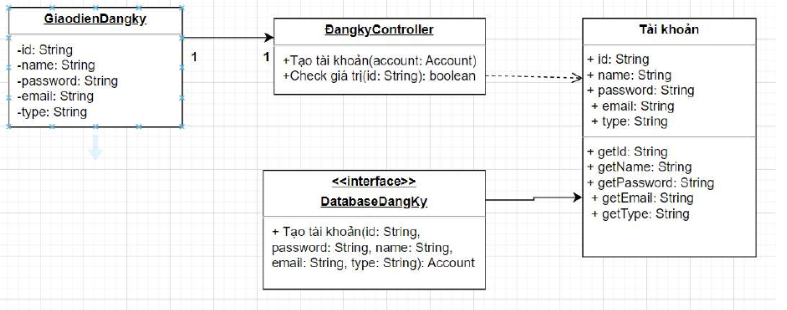 GiaodienDangky
-id: String
-name: String
-password: String
-email: String
-type: String
1
1
ĐangkyController
+Tạo tài khoản(account: Account)
+Check giá trị(id: String): boolean
Tài khoản
+ id: String
+ name: String
+ password: String
+ email: String
+ type: String
+ getId: String
+ getName: String
+ getPassword: String
+ getEmail: String
+ getType: String
<<interface>>
DatabaseDangKy
+ Tạo tài khoản(id: String,
password: String, name: String,
email: String, type: String): Account